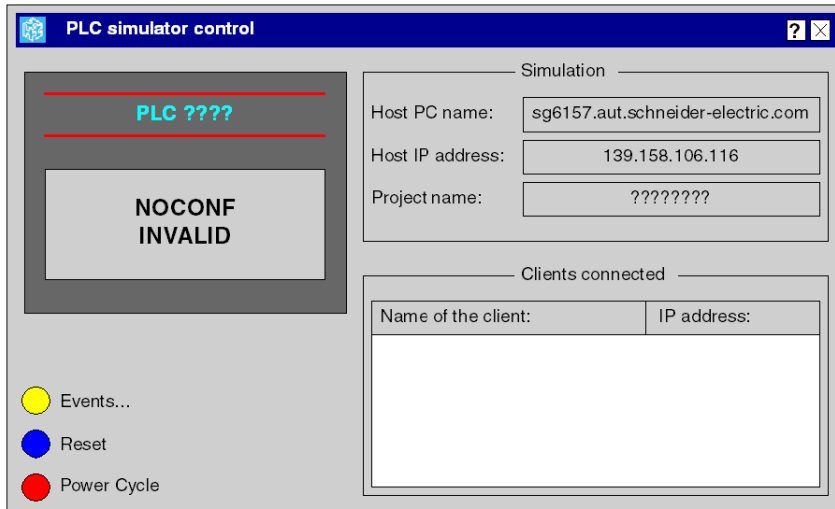 PLC simulator control
?
PLC ????
NOCONF
INVALID
Simulation
Host PC name: sg6157.aut.schneider-electric.com
Host IP address: 139.158.106.116
Project name: ????????
Clients connected
Name of the client: IP address:
Events...
Reset
Power Cycle